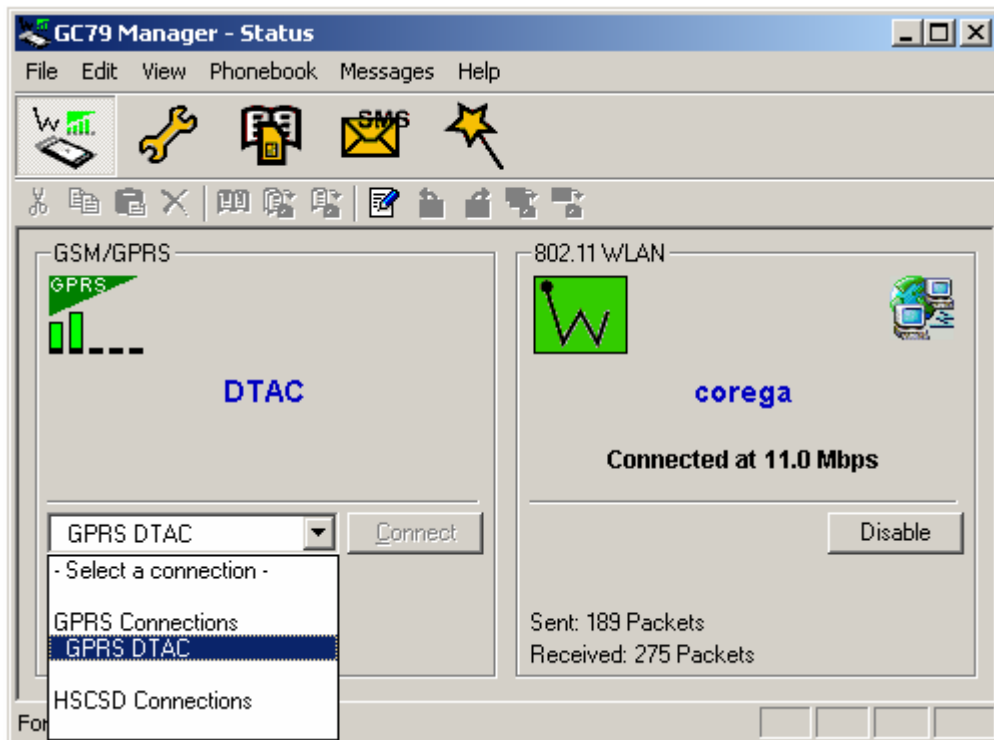 GC79 Manager - Status
File Edit View Phonebook Messages Help
SMS
GSM/GPRS
GPRS
DTAC
GPRS DTAC
Connect
- Select a connection -
GPRS Connections
GPRS DTAC
HSCSD Connections
802.11 WLAN
corega
Connected at 11.0 Mbps
Disable
Sent: 189 Packets
Received: 275 Packets
For